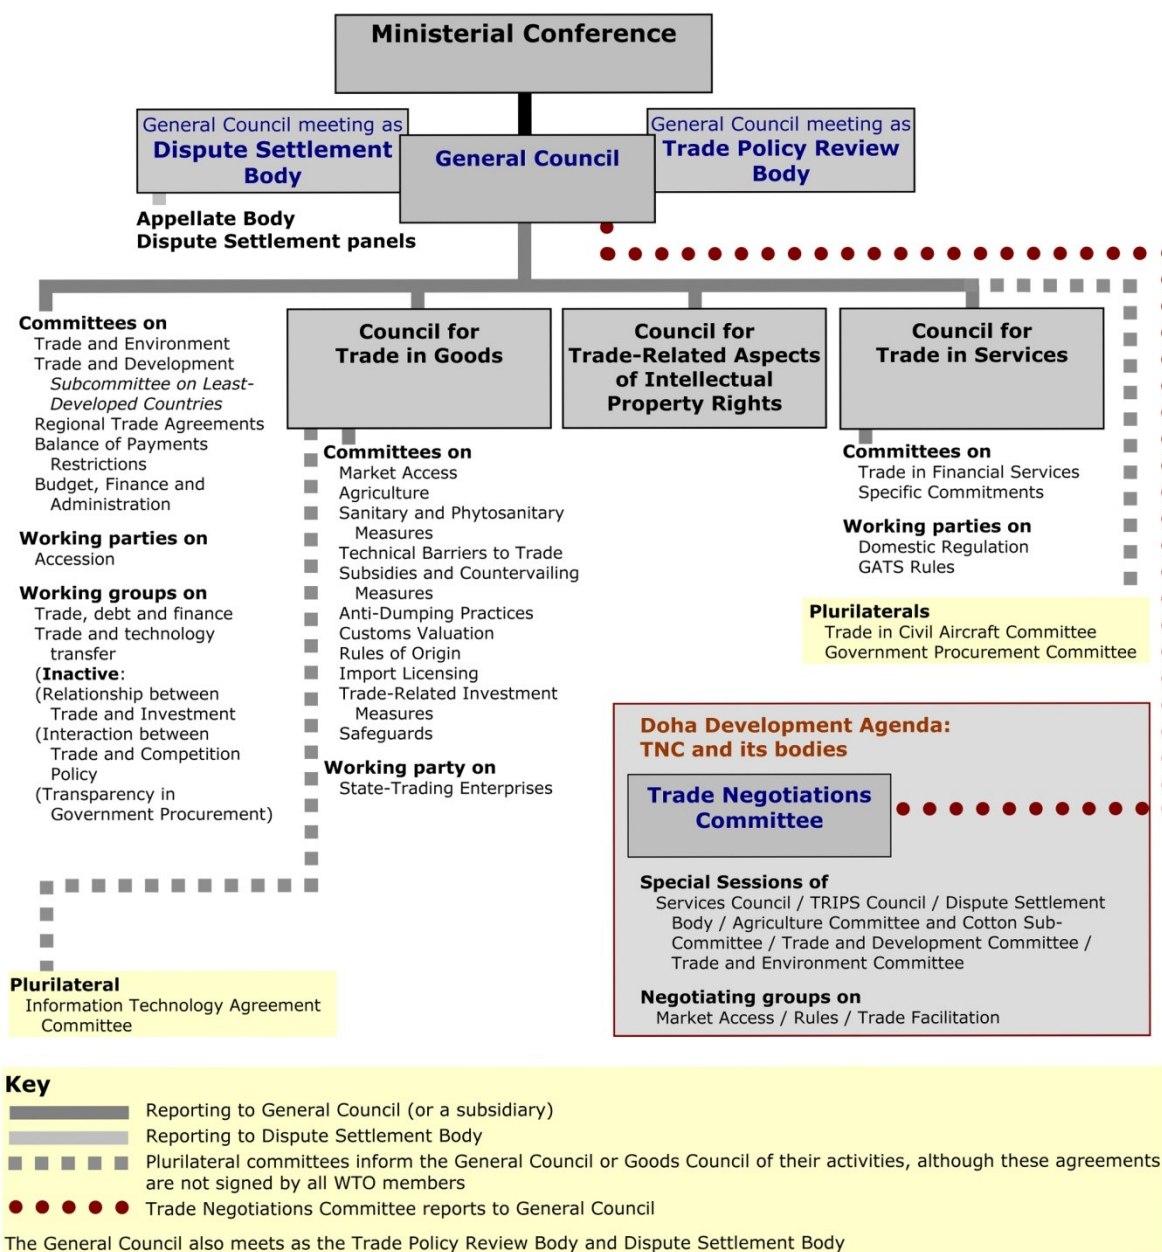 Ministerial Conference
General Council meeting as
Dispute Settlement
Body
General Council
General Council meeting as
Trade Policy Review
Body
Appellate Body
Dispute Settlement panels
Committees on
Trade and Environment
Trade and Development
Subcommittee on Least-
Developed Countries
Regional Trade Agreements
Balance of Payments
Restrictions
Budget, Finance and
Administration
Working parties on
Accession
Working groups on
Trade, debt and finance
Trade and technology
transfer
(Inactive:
(Relationship between
Trade and Investment
(Interaction between
Trade and Competition
Policy
(Transparency in
Government Procurement)
Council for
Trade in Goods
Committees on
Market Access
Agriculture
Sanitary and Phytosanitary
Measures
Technical Barriers to Trade
Subsidies and Countervailing
Measures
Anti-Dumping Practices
Customs Valuation
Rules of Origin
Import Licensing
Trade-Related Investment
Measures
Safeguards
Working party on
State-Trading Enterprises
Council for
Trade-Related Aspects
of Intellectual
Property Rights
Council for
Trade in Services
Committees on
Trade in Financial Services
Specific Commitments
Working parties on
Domestic Regulation
GATS Rules
Plurilaterals
Trade in Civil Aircraft Committee
Government Procurement Committee
Doha Development Agenda:
TNC and its bodies
Trade Negotiations
Committee
Special Sessions of
Services Council / TRIPS Council / Dispute Settlement
Body / Agriculture Committee and Cotton Sub-
Committee / Trade and Development Committee /
Trade and Environment Committee
Negotiating groups on
Market Access / Rules / Trade Facilitation
Plurilateral
Information Technology Agreement
Committee
Key
Reporting to General Council (or a subsidiary)
Reporting to Dispute Settlement Body
Plurilateral committees inform the General Council or Goods Council of their activities, although these agreements
are not signed by all WTO members
Trade Negotiations Committee reports to General Council
The General Council also meets as the Trade Policy Review Body and Dispute Settlement Body